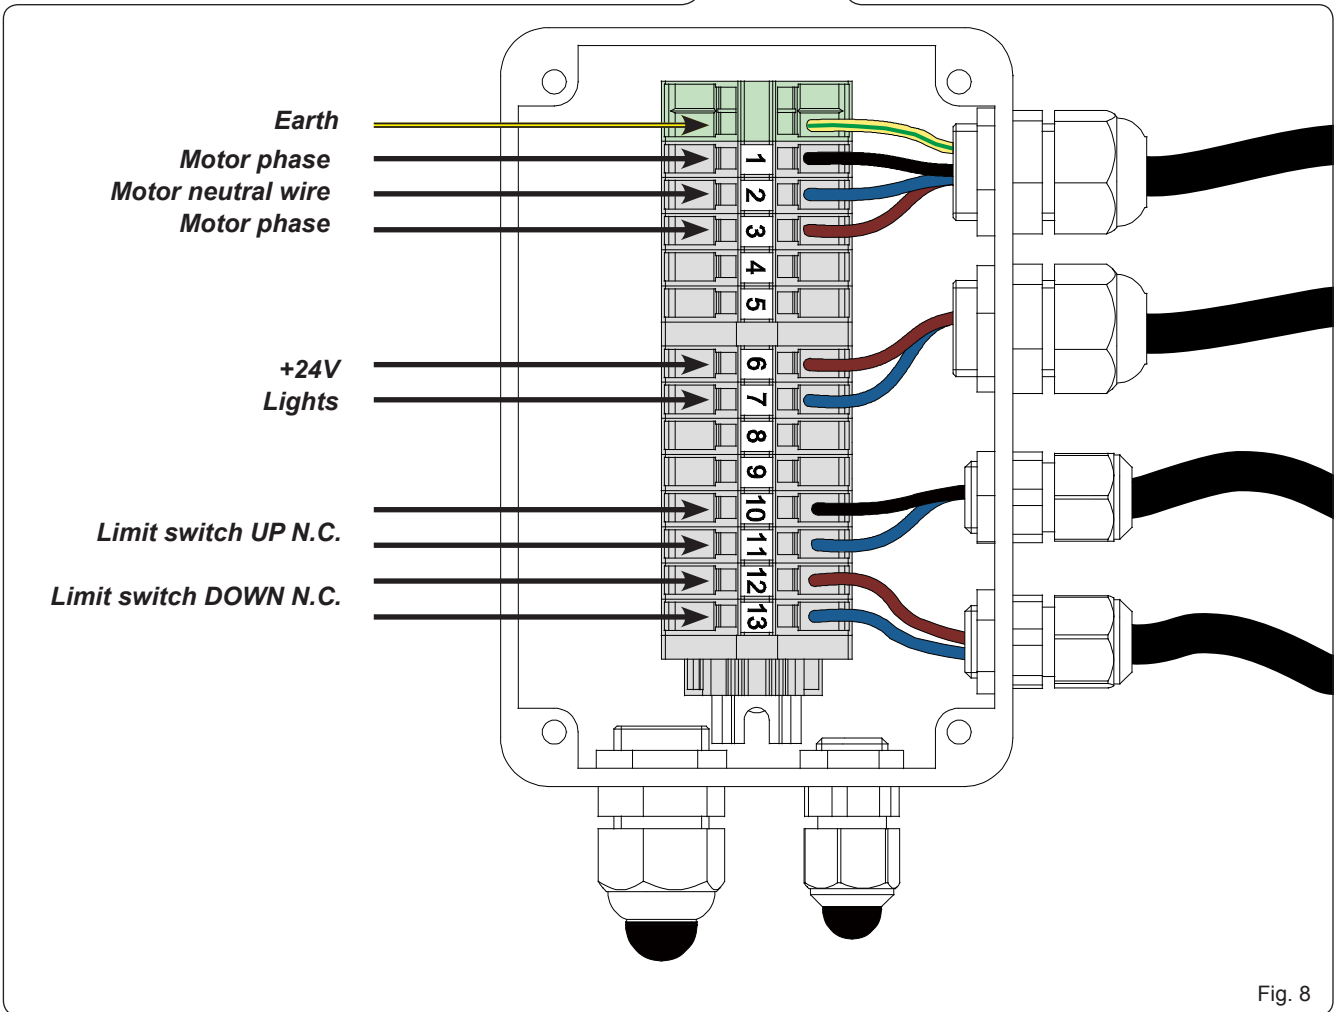 Earth
Motor phase
Motor neutral wire
Motor phase
+24V
Lights
Limit switch UP N.C.
Limit switch DOWN N.C.
1
2
3
4
5
6
7
8
9
10
11
12
13
Fig. 8